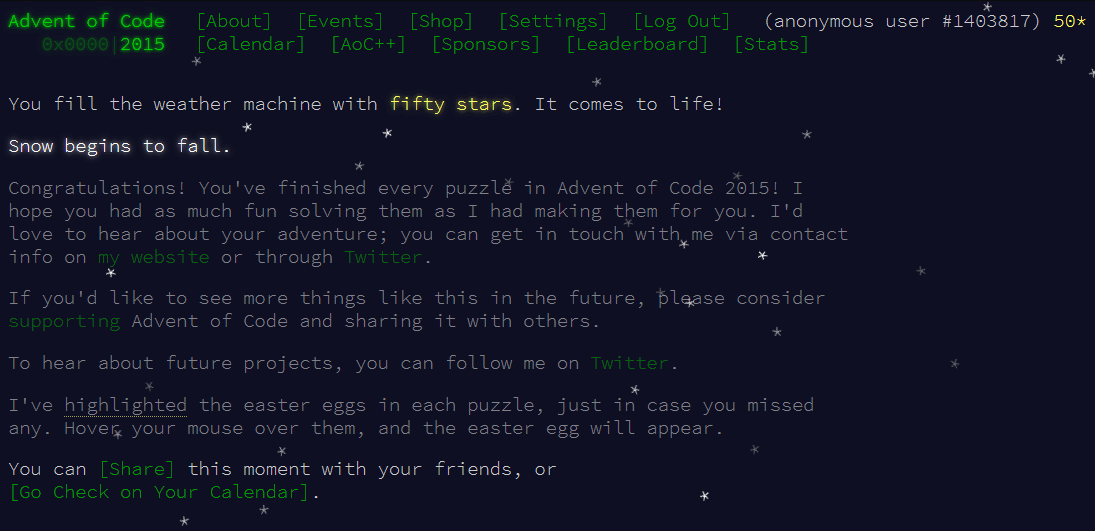 Advent of Code [About] [Events] [Shop] [Settings] [Log Out] (anonymous user #1403817) 50*
0x0000|2015 [Calendar] [AoC++] [Sponsors] [Leaderboard] [Stats]
You fill the weather machine with fifty stars. It comes to life!
Snow begins to fall.
Congratulations! You've finished every puzzle in Advent of Code 2015! I
hope you had as much fun solving them as I had making them for you. I'd
love to hear about your adventure; you can get in touch with me via contact
info on my website or through Twitter.
If you'd like to see more things like this in the future, please consider
supporting Advent of Code and sharing it with others.
To hear about future projects, you can follow me on Twitter.
I've highlighted the easter eggs in each puzzle, just in case you missed
any. Hover your mouse over them, and the easter egg will appear.
You can [Share] this moment with your friends, or
[Go Check on Your Calendar].